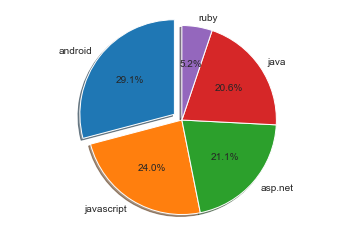 ruby
android
java
5.2%
29.1%
20.6%
21.1%
24.0%
asp.net
javascript